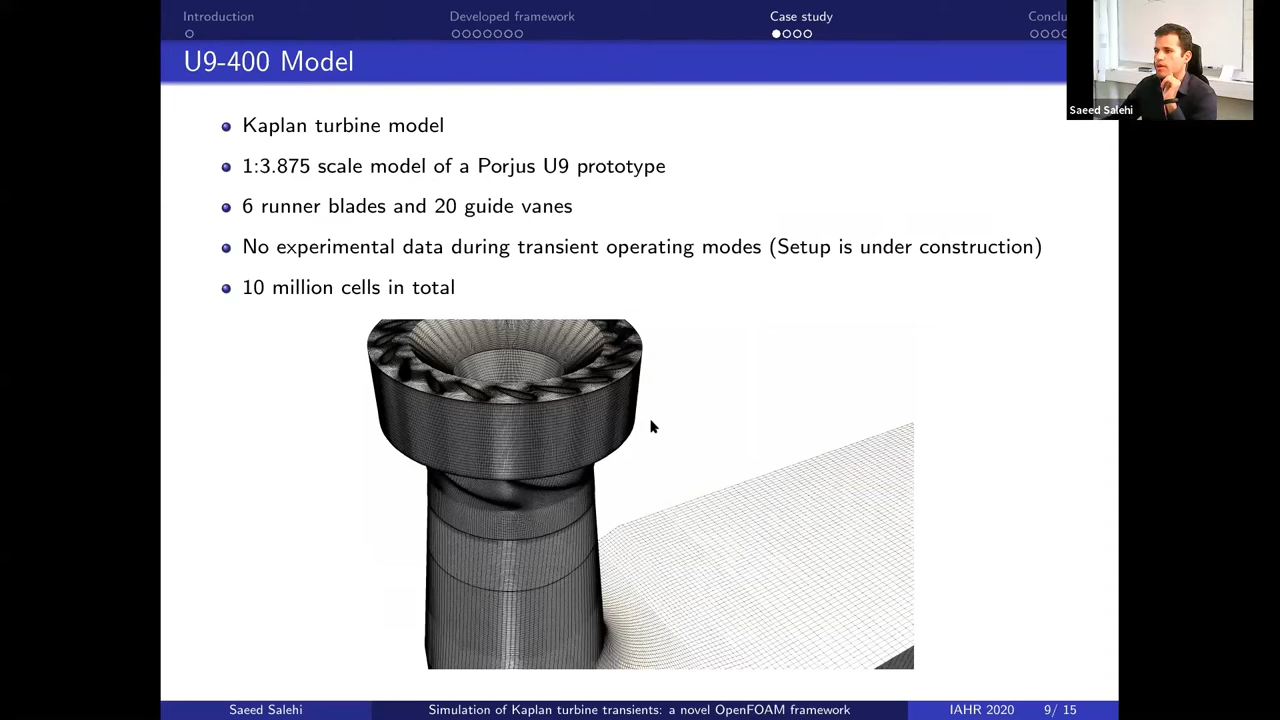 Introduction
Developed framework
Case study
Conclu
U9-400 Model
Saeed Salehi
Kaplan turbine model
1:3.875 scale model of a Porjus U9 prototype
6 runner blades and 20 guide vanes
No experimental data during transient operating modes (Setup is under construction)
10 million cells in total
Saeed Salehi
Simulation of Kaplan turbine transients: a novel OpenFOAM framework
IAHR 2020
9/ 15